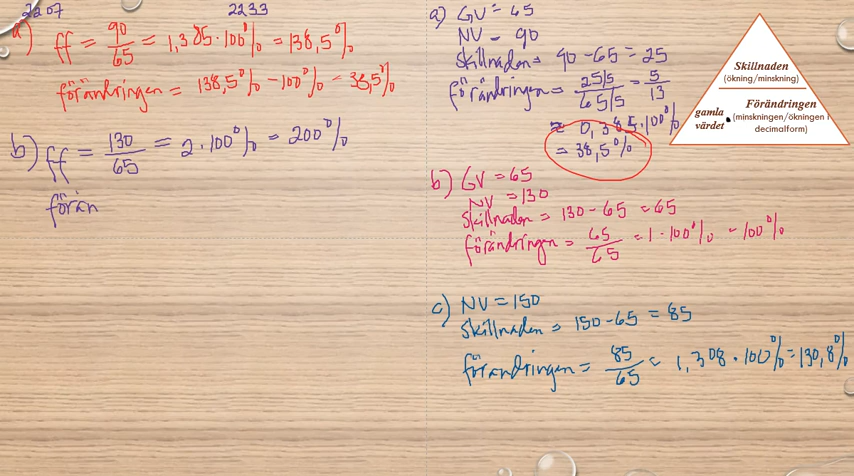 2207
2233
a) ff = 90/65 = 1,385·100% = 138,5%
förändringen = 138,5% - 100% = 38,5%
b) ff = 130/65 = 2·100% = 200%
förän
a) GV = 65
NV = 90
skillnaden = 90-65 = 25
förändringen = 25/5 / 65/5 = 5/13
≈ 0,385·100%
= 38,5%
b) GV = 65
NV = 130
skillnaden = 130-65 = 65
förändringen = 65/65 = 1·100% = 100%
c) NV = 150
skillnaden = 150-65 = 85
förändringen = 85/65 = 1,308·100% = 130,8%
Skillnaden
(ökning/minskning)
gamla värdet
Förändringen
(minskningen/ökningen i
decimalform)